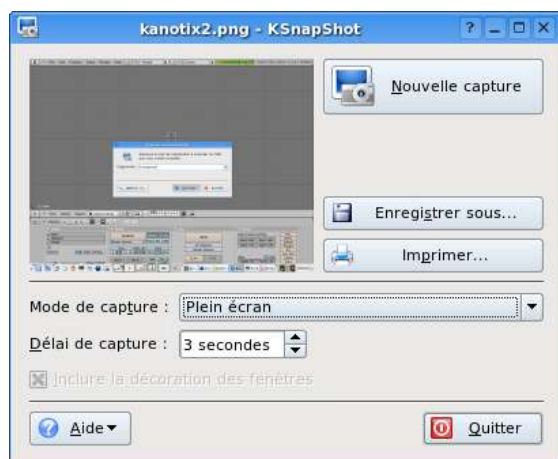 kanotix2.png - KSnapShot
Nouvelle capture
Enregistrer sous...
Imprimer...
Mode de capture : Plein écran
Délai de capture : 3 secondes
Inclure la décoration des fenêtres
Aide
Quitter